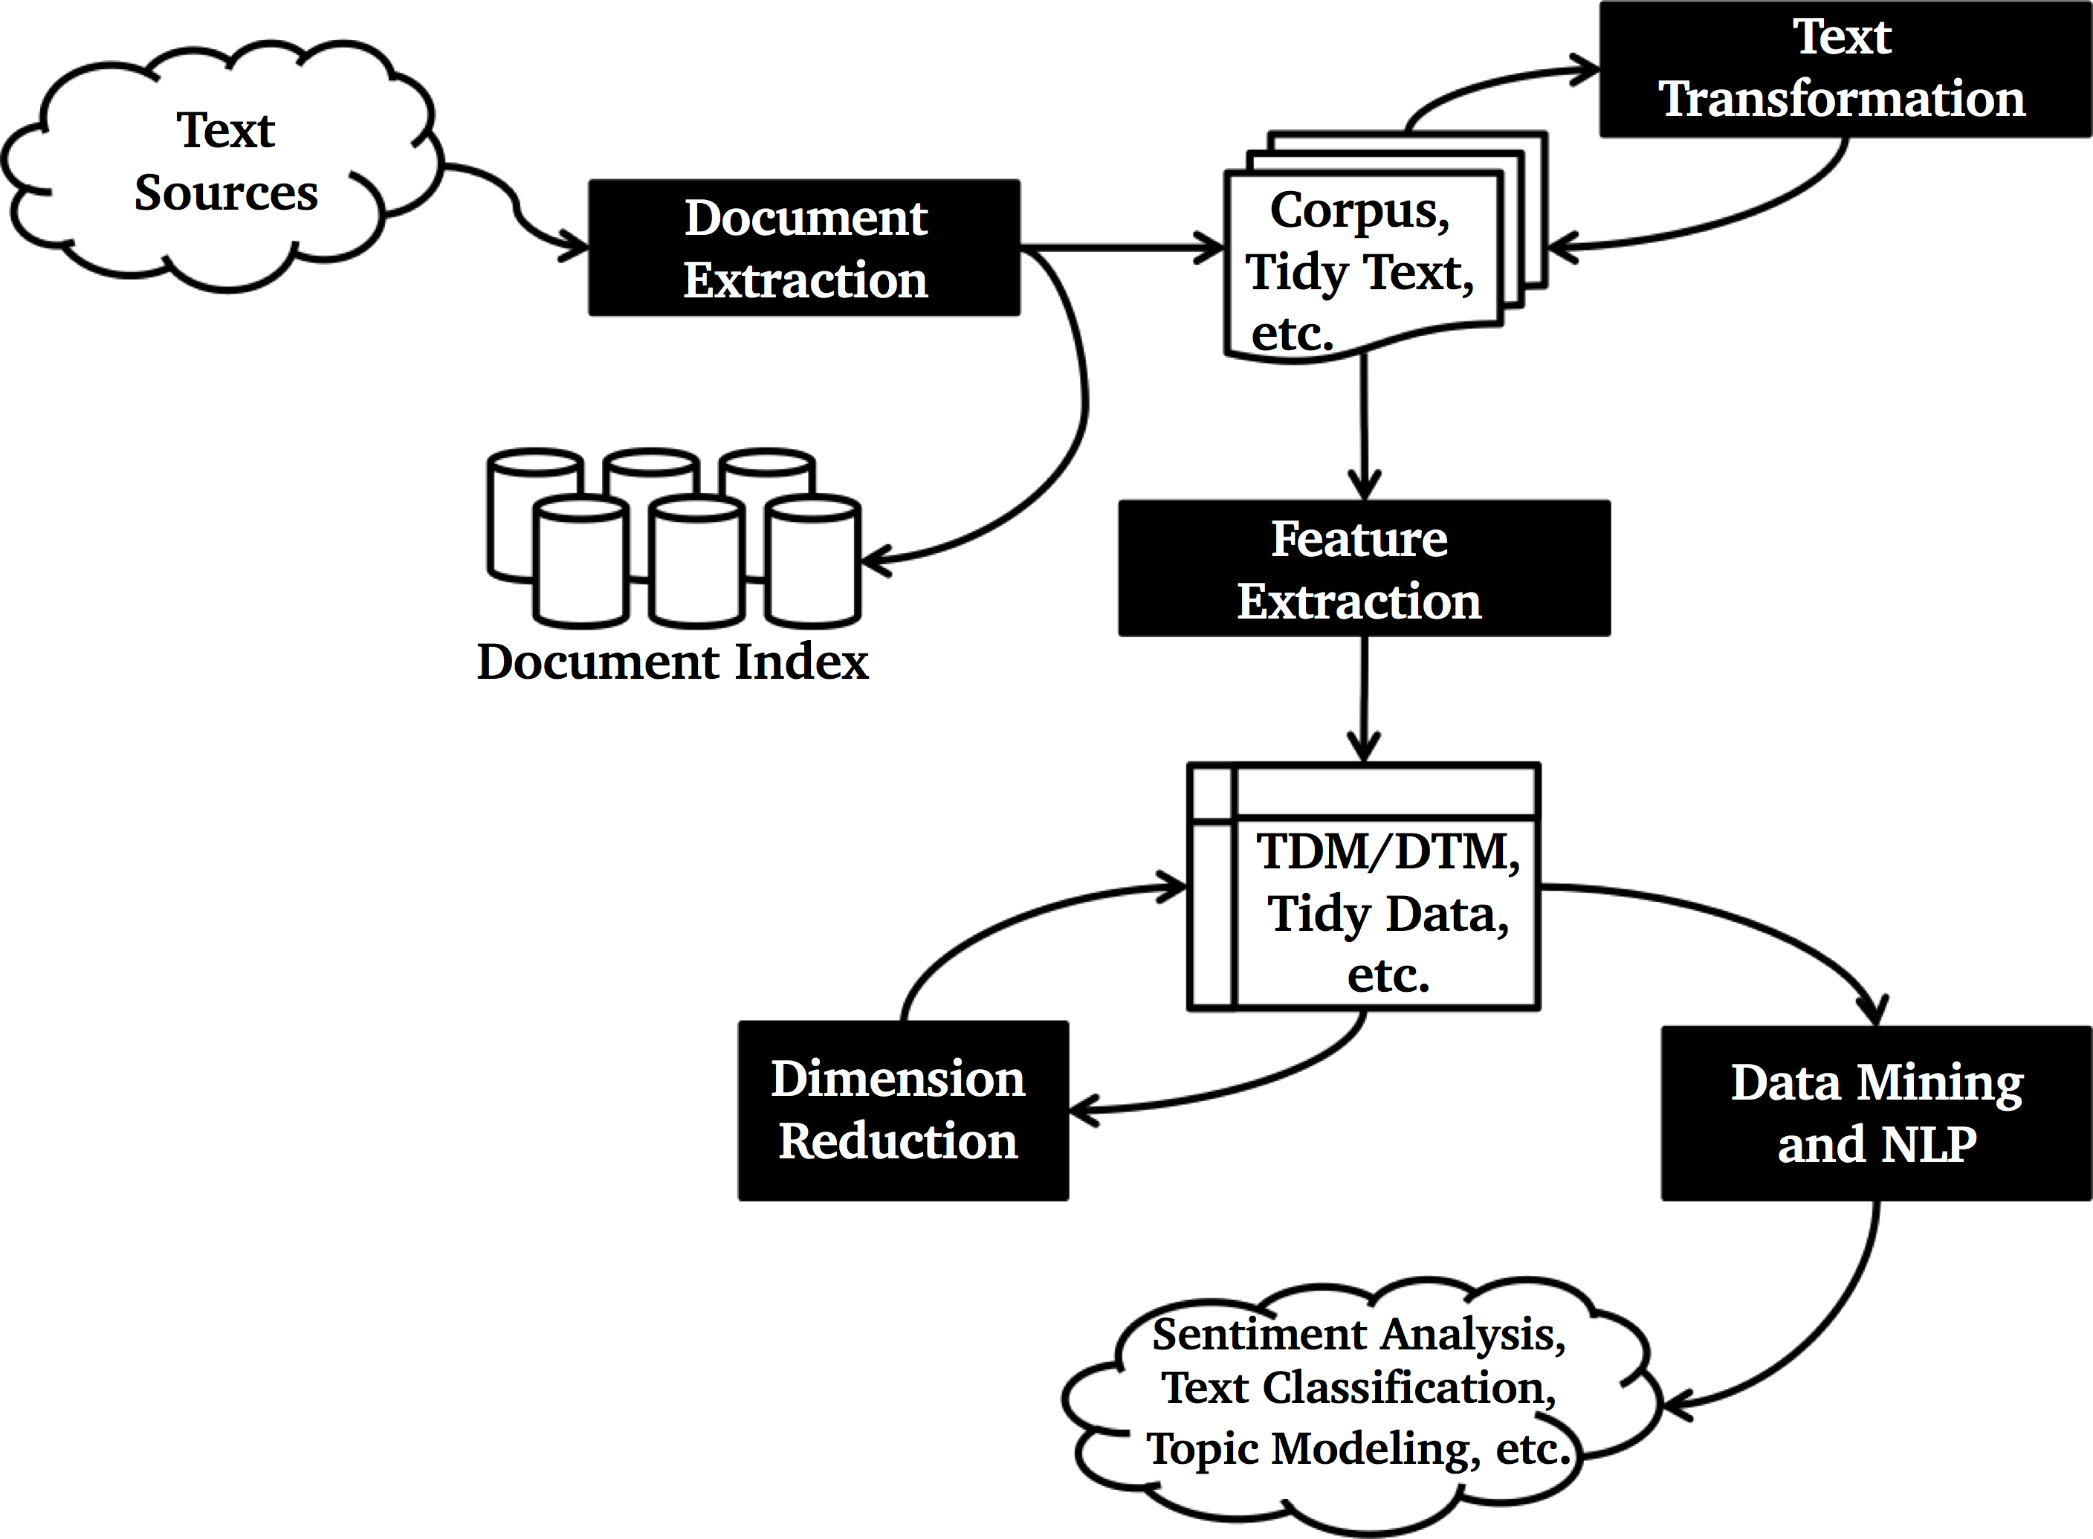 Text
Transformation
Text
Sources
Document
Extraction
Corpus,
Tidy Text,
etc.
Document Index
Feature
Extraction
TDM/DTM,
Tidy Data,
etc.
Dimension
Reduction
Data Mining
and NLP
Sentiment Analysis,
Text Classification,
Topic Modeling, etc.